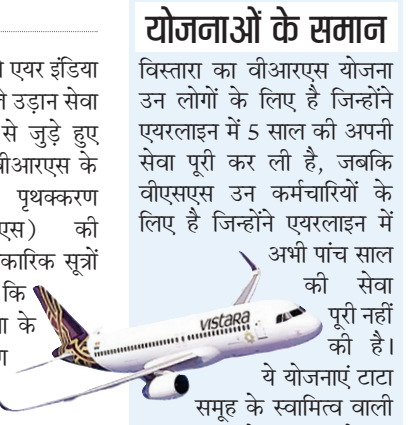 योजनाओं के समान
एयर इंडिया
उड़ान सेवा
से जुड़े हुए
वीआरएस के
पृथक्करण
की
सूत्रों
कि
के
विस्तारा का वीआरएस योजना
उन लोगों के लिए है जिन्होंने
एयरलाइन में 5 साल की अपनी
सेवा पूरी कर ली है, जबकि
वीएसएस उन कर्मचारियों के
लिए है जिन्होंने एयरलाइन में
अभी पांच साल
की सेवा
पूरी नहीं
की है।
ये योजनाएं टाटा
समूह के स्वामित्व वाली
VISTARA